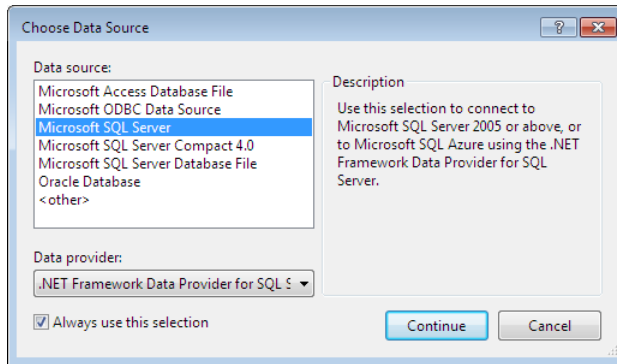 Choose Data Source
Data source:
Microsoft Access Database File
Microsoft ODBC Data Source
Microsoft SQL Server
Microsoft SQL Server Compact 4.0
Microsoft SQL Server Database File
Oracle Database
<other>
Description
Use this selection to connect to
Microsoft SQL Server 2005 or above, or
to Microsoft SQL Azure using the .NET
Framework Data Provider for SQL
Server.
Data provider:
.NET Framework Data Provider for SQL S
Always use this selection
Continue
Cancel